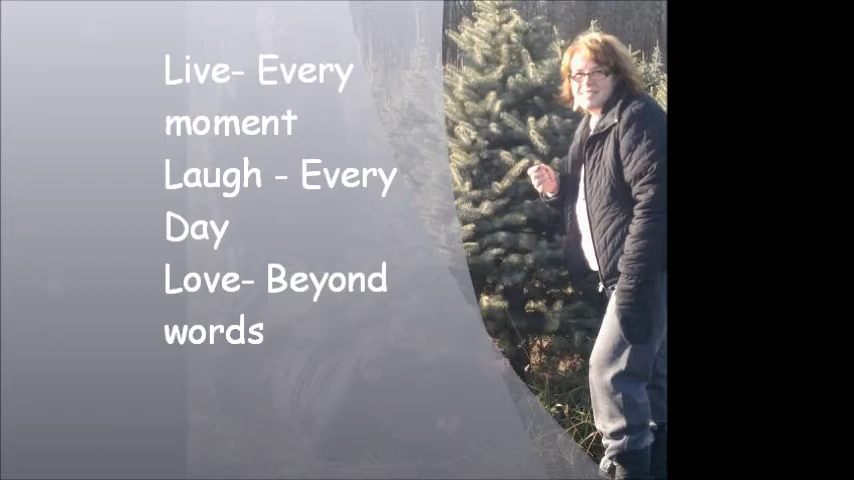 Live- Every
moment
Laugh - Every
Day
Love- Beyond
words